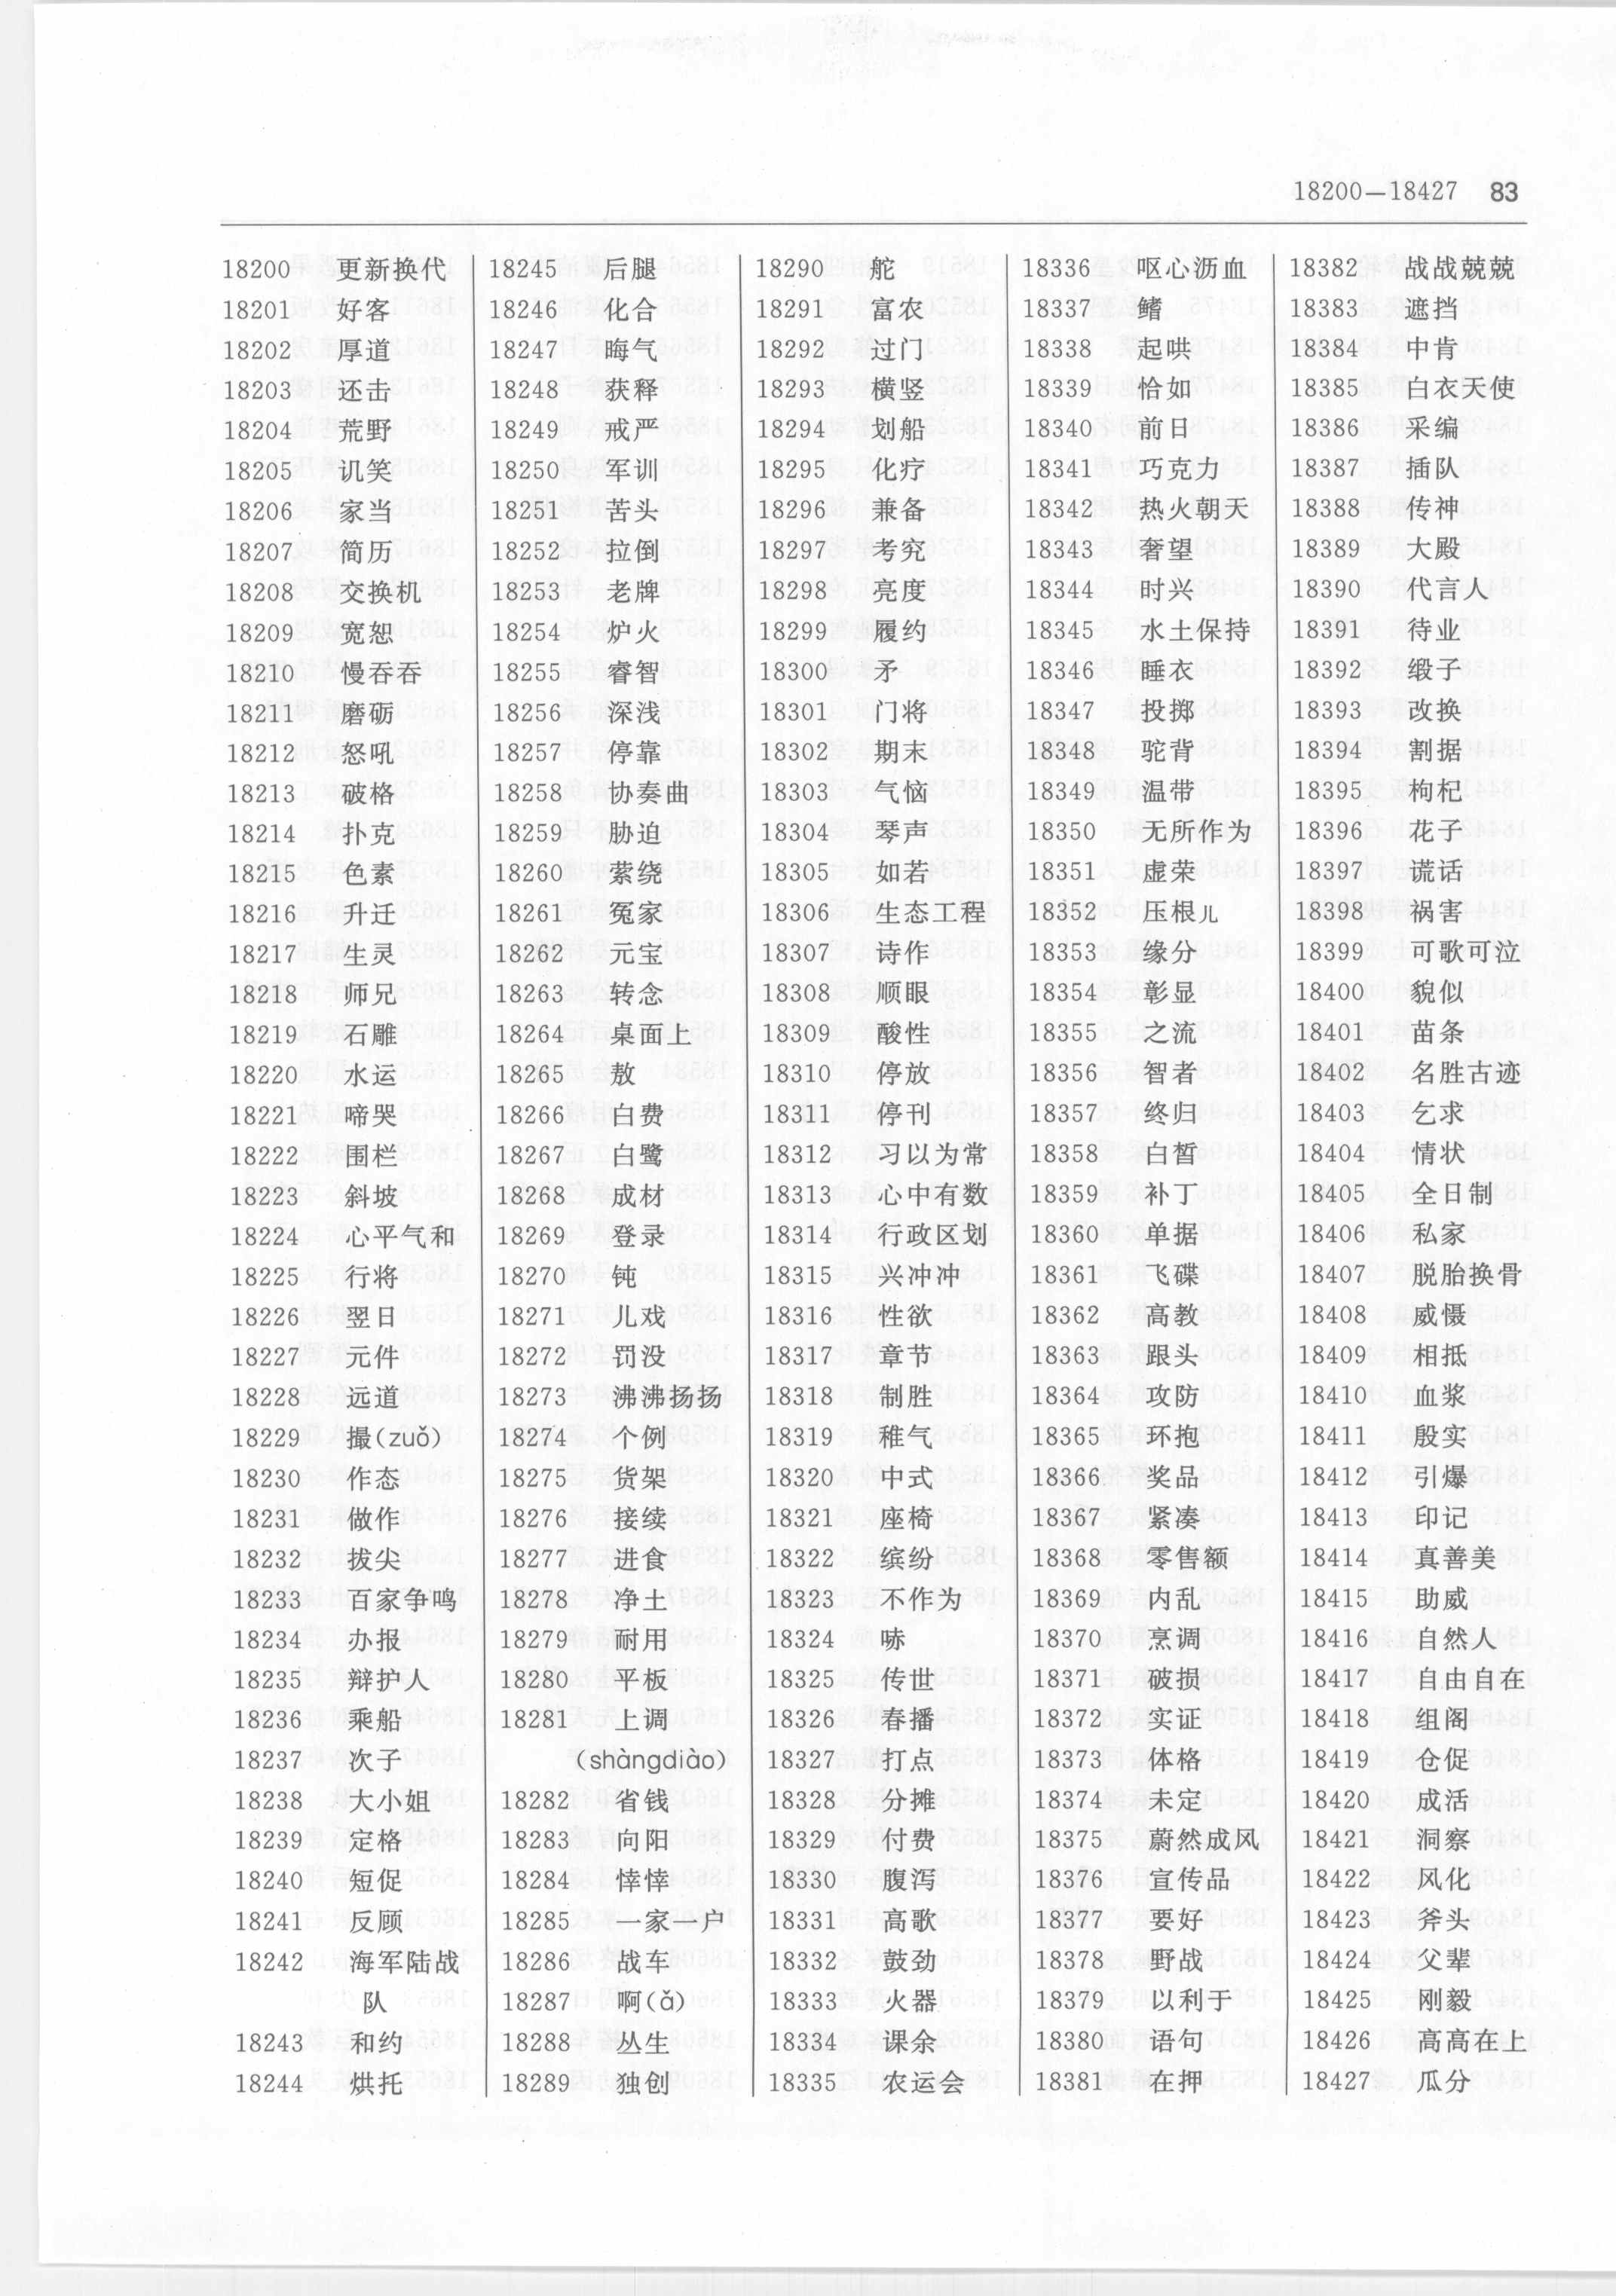 18200—18427 83
18200 更新换代
18201 好客
18202 厚道
18203 还击
18204 荒野
18205 讥笑
18206 家当
18207 简历
18208 交换机
18209 宽恕
18210 慢吞吞
18211 磨砺
18212 怒吼
18213 破格
18214 扑克
18215 色素
18216 升迁
18217 生灵
18218 师兄
18219 石雕
18220 水运
18221 啼哭
18222 围栏
18223 斜坡
18224 心平气和
18225 行将
18226 翌日
18227 元件
18228 远道
18229 撮(zuǒ)
18230 作态
18231 做作
18232 拔尖
18233 百家争鸣
18234 办报
18235 辩护人
18236 乘船
18237 次子
18238 大小姐
18239 定格
18240 短促
18241 反顾
18242 海军陆战
队
18243 和约
18244 烘托
18245 后腿
18246 化合
18247 晦气
18248 获释
18249 戒严
18250 军训
18251 苦头
18252 拉倒
18253 老牌
18254 炉火
18255 睿智
18256 深浅
18257 停靠
18258 协奏曲
18259 胁迫
18260 萦绕
18261 冤家
18262 元宝
18263 转念
18264 桌面上
18265 敖
18266 白费
18267 白鹭
18268 成材
18269 登录
18270 钝
18271 儿戏
18272 罚没
18273 沸沸扬扬
18274 个例
18275 货架
18276 接续
18277 进食
18278 净土
18279 耐用
18280 平板
18281 上调
(shàngdiào)
18282 省钱
18283 向阳
18284 悻悻
18285 一家一户
18286 战车
18287 啊(ǎ)
18288 丛生
18289 独创
18290 舵
18291 富农
18292 过门
18293 横竖
18294 划船
18295 化疗
18296 兼备
18297 考究
18298 亮度
18299 履约
18300 矛
18301 门将
18302 期末
18303 气恼
18304 琴声
18305 如若
18306 生态工程
18307 诗作
18308 顺眼
18309 酸性
18310 停放
18311 停刊
18312 习以为常
18313 心中有数
18314 行政区划
18315 兴冲冲
18316 性欲
18317 章节
18318 制胜
18319 稚气
18320 中式
18321 座椅
18322 缤纷
18323 不作为
18324 哧
18325 传世
18326 春播
18327 打点
18328 分摊
18329 付费
18330 腹泻
18331 高歌
18332 鼓劲
18333 火器
18334 课余
18335 农运会
18336 呕心沥血
18337 鳍
18338 起哄
18339 恰如
18340 前日
18341 巧克力
18342 热火朝天
18343 奢望
18344 时兴
18345 水土保持
18346 睡衣
18347 投掷
18348 驼背
18349 温带
18350 无所作为
18351 虚荣
18352 压根儿
18353 缘分
18354 彰显
18355 之流
18356 智者
18357 终归
18358 白皙
18359 补丁
18360 单据
18361 飞碟
18362 高教
18363 跟头
18364 攻防
18365 环抱
18366 奖品
18367 紧凑
18368 零售额
18369 内乱
18370 烹调
18371 破损
18372 实证
18373 体格
18374 未定
18375 蔚然成风
18376 宣传品
18377 要好
18378 野战
18379 以利于
18380 语句
18381 在押
18382 战战兢兢
18383 遮挡
18384 中肯
18385 白衣天使
18386 采编
18387 插队
18388 传神
18389 大殿
18390 代言人
18391 待业
18392 缎子
18393 改换
18394 割据
18395 枸杞
18396 花子
18397 谎话
18398 祸害
18399 可歌可泣
18400 貌似
18401 苗条
18402 名胜古迹
18403 乞求
18404 情状
18405 全日制
18406 私家
18407 脱胎换骨
18408 威慑
18409 相抵
18410 血浆
18411 殷实
18412 引爆
18413 印记
18414 真善美
18415 助威
18416 自然人
18417 自由自在
18418 组阁
18419 仓促
18420 成活
18421 洞察
18422 风化
18423 斧头
18424 父辈
18425 刚毅
18426 高高在上
18427 瓜分